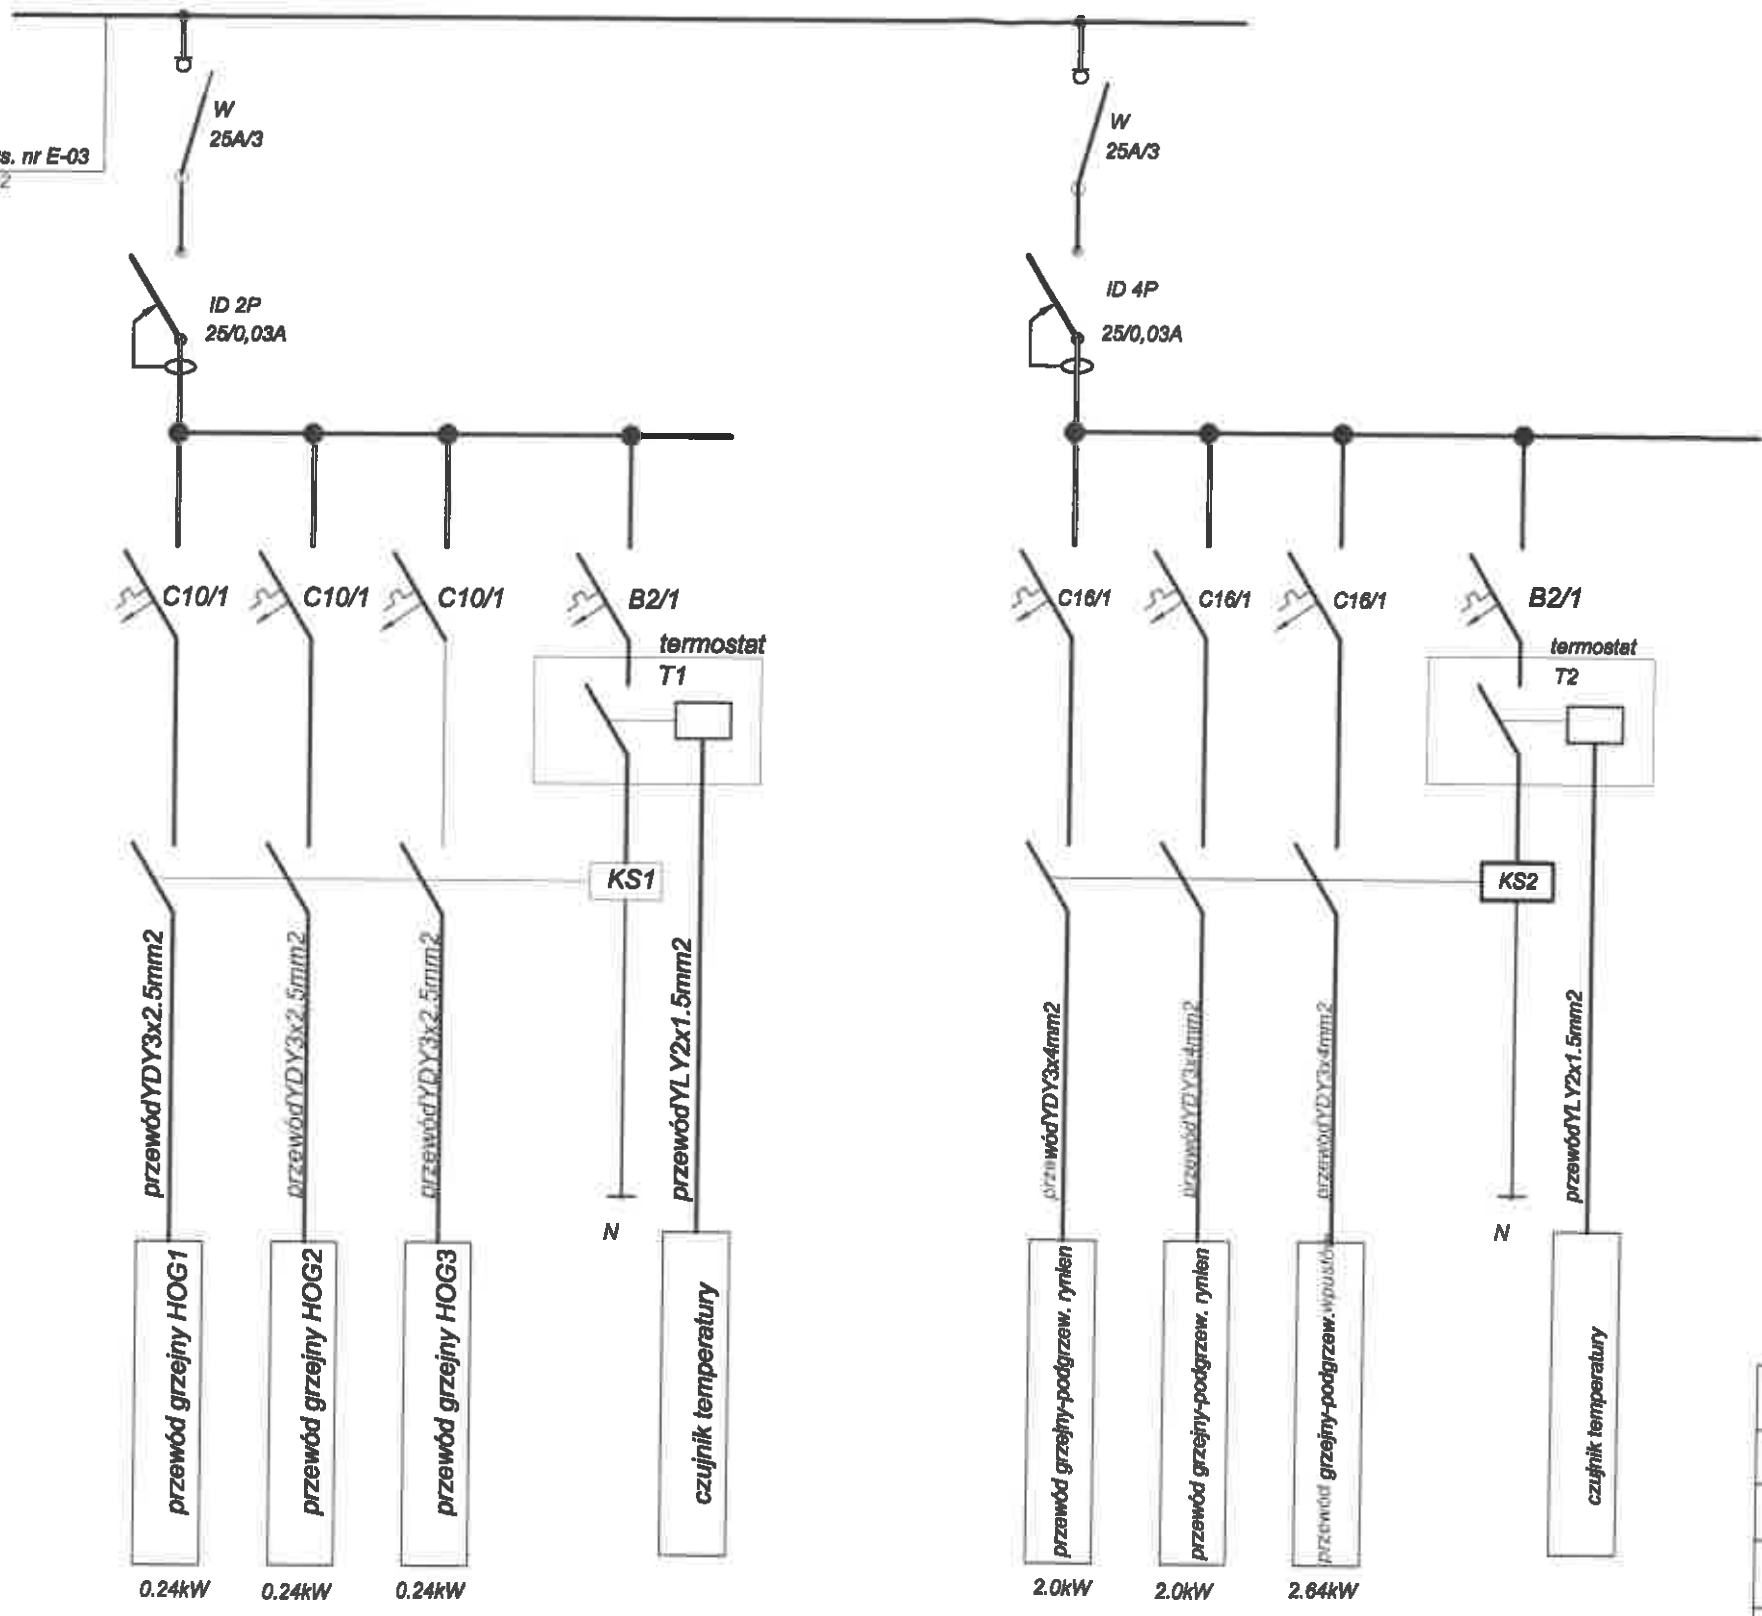 W
25A/3
W
25A/3
s. nr E-03
2
ID 2P
25/0,03A
ID 4P
25/0,03A
C10/1
C10/1
C10/1
B2/1
C16/1
C16/1
C16/1
B2/1
termostat
T1
termostat
T2
KS1
KS2
przewódYDY3x2.5mm2
przewódYDY3x2.5mm2
przewódYDY3x2.5mm2
przewódYLY2x1.5mm2
przewódYDY3x4mm2
przewódYDY3x4mm2
przewódYDY3x4mm2
przewódYLY2x1.5mm2
N
N
przewód grzejny HOG1
przewód grzejny HOG2
przewód grzejny HOG3
czujnik temperatury
przewód grzejny-podgrzew. rynien
przewód grzejny-podgrzew. rynien
przewód grzejny-podgrzew.wpustów
czujnik temperatury
0.24kW
0.24kW
0.24kW
2.0kW
2.0kW
2.64kW